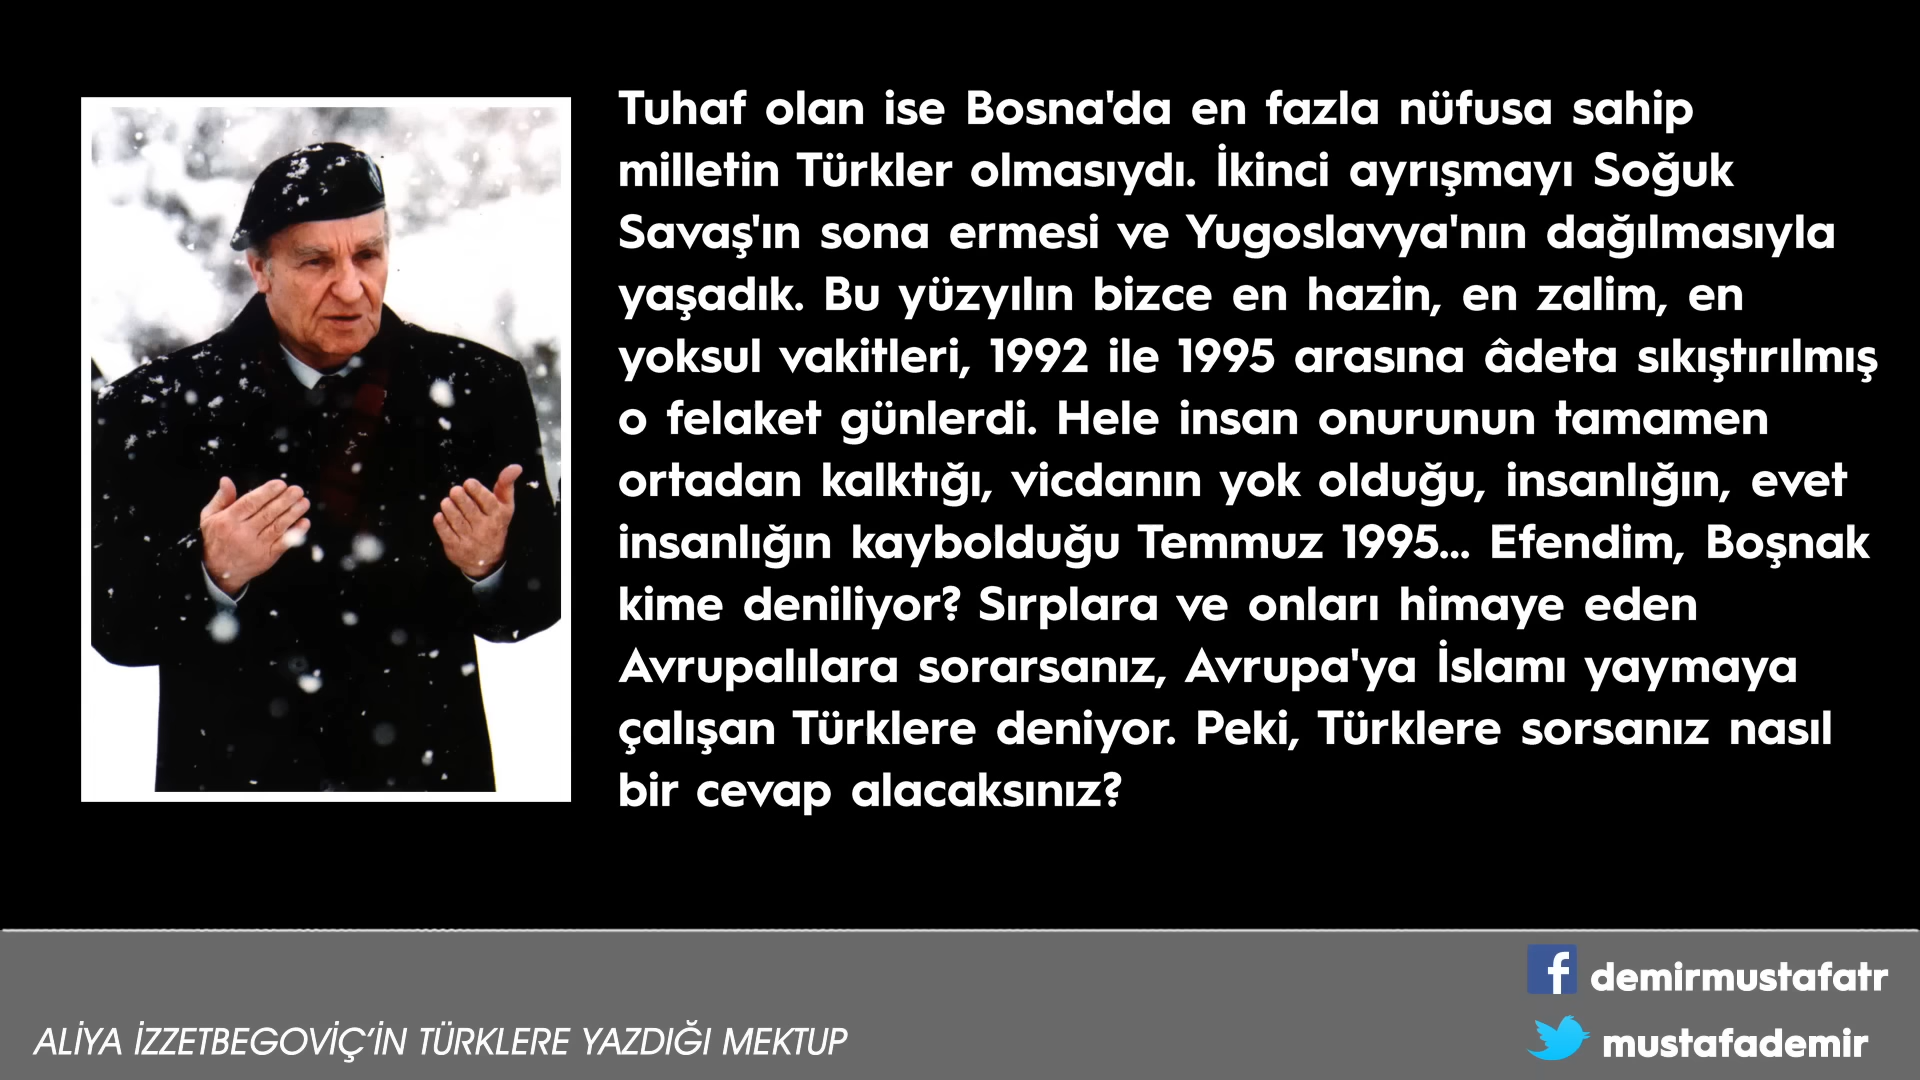 Tuhaf olan ise Bosna'da en fazla nüfusa sahip
milletin Türkler olmasıydı. İkinci ayrışmayı Soğuk
Savaş'ın sona ermesi ve Yugoslavya'nın dağılmasıyla
yaşadık. Bu yüzyılın bizce en hazin, en zalim, en
yoksul vakitleri, 1992 ile 1995 arasına âdeta sıkıştırılmış
o felaket günlerdi. Hele insan onurunun tamamen
ortadan kalktığı, vicdanın yok olduğu, insanlığın, evet
insanlığın kaybolduğu Temmuz 1995... Efendim, Boşnak
kime deniliyor? Sırplara ve onları himaye eden
Avrupalılara sorarsanız, Avrupa'ya İslamı yaymaya
çalışan Türklere deniyor. Peki, Türklere sorsanız nasıl
bir cevap alacaksınız?
f demirmustafatr
ALİYA İZZETBEGOVİÇ’İN TÜRKLERE YAZDIĞI MEKTUP
mustafademir